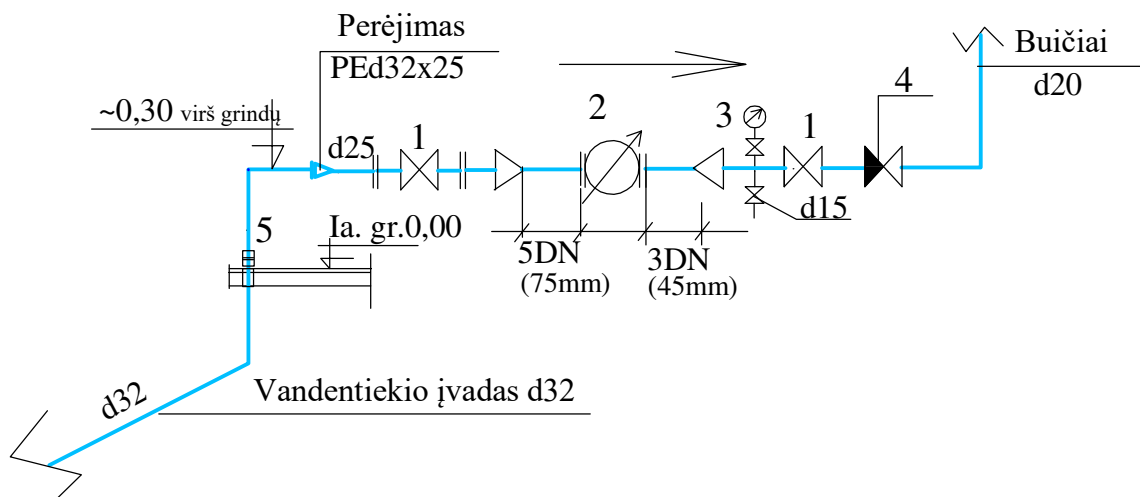 Perėjimas
PEd32x25
Buičiai
d20
~0,30 virš grindų
d25
1
2
3
1
4
d15
5
Ia. gr.0,00
5DN
(75mm)
3DN
(45mm)
d32
Vandentiekio įvadas d32